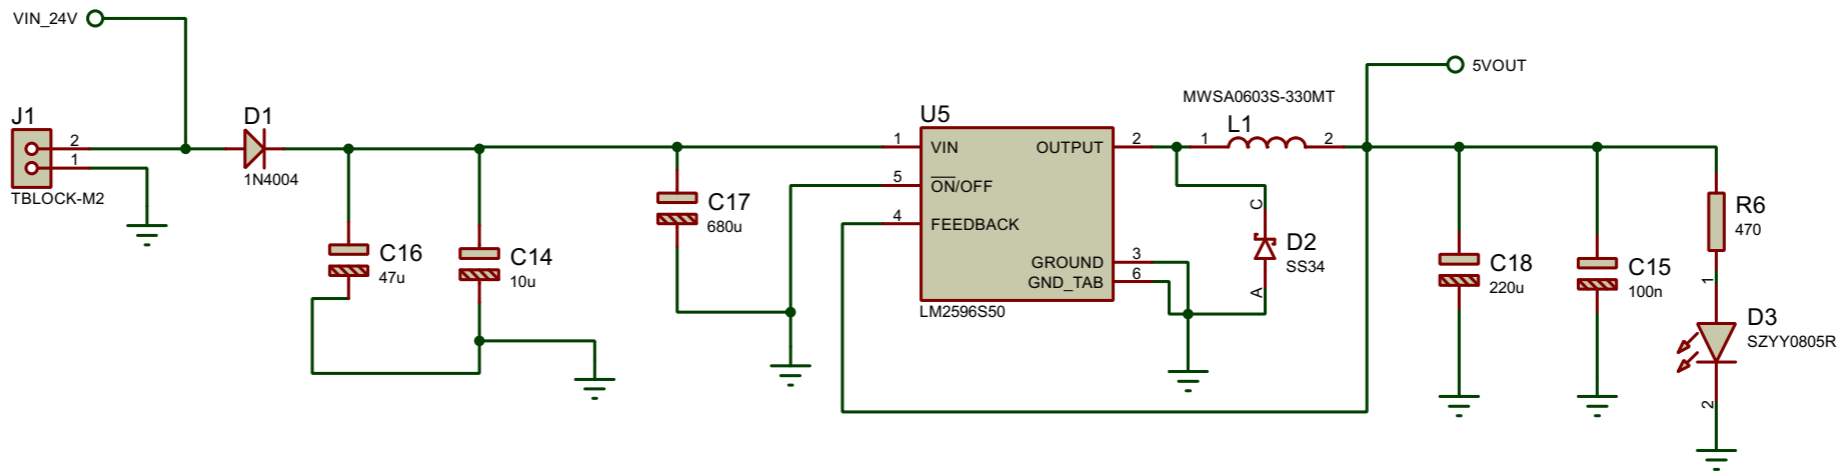 VIN_24V
J1
2
1
TBLOCK-M2
D1
1N4004
C16
47u
C14
10u
C17
680u
U5
1
VIN
5
ON/OFF
4
FEEDBACK
OUTPUT
2
GROUND
3
GND_TAB
6
LM2596S50
MWSA0603S-330MT
L1
1
2
C
D2
SS34
A
5VOUT
C18
220u
C15
100n
R6
470
1
D3
SZYY0805R
2